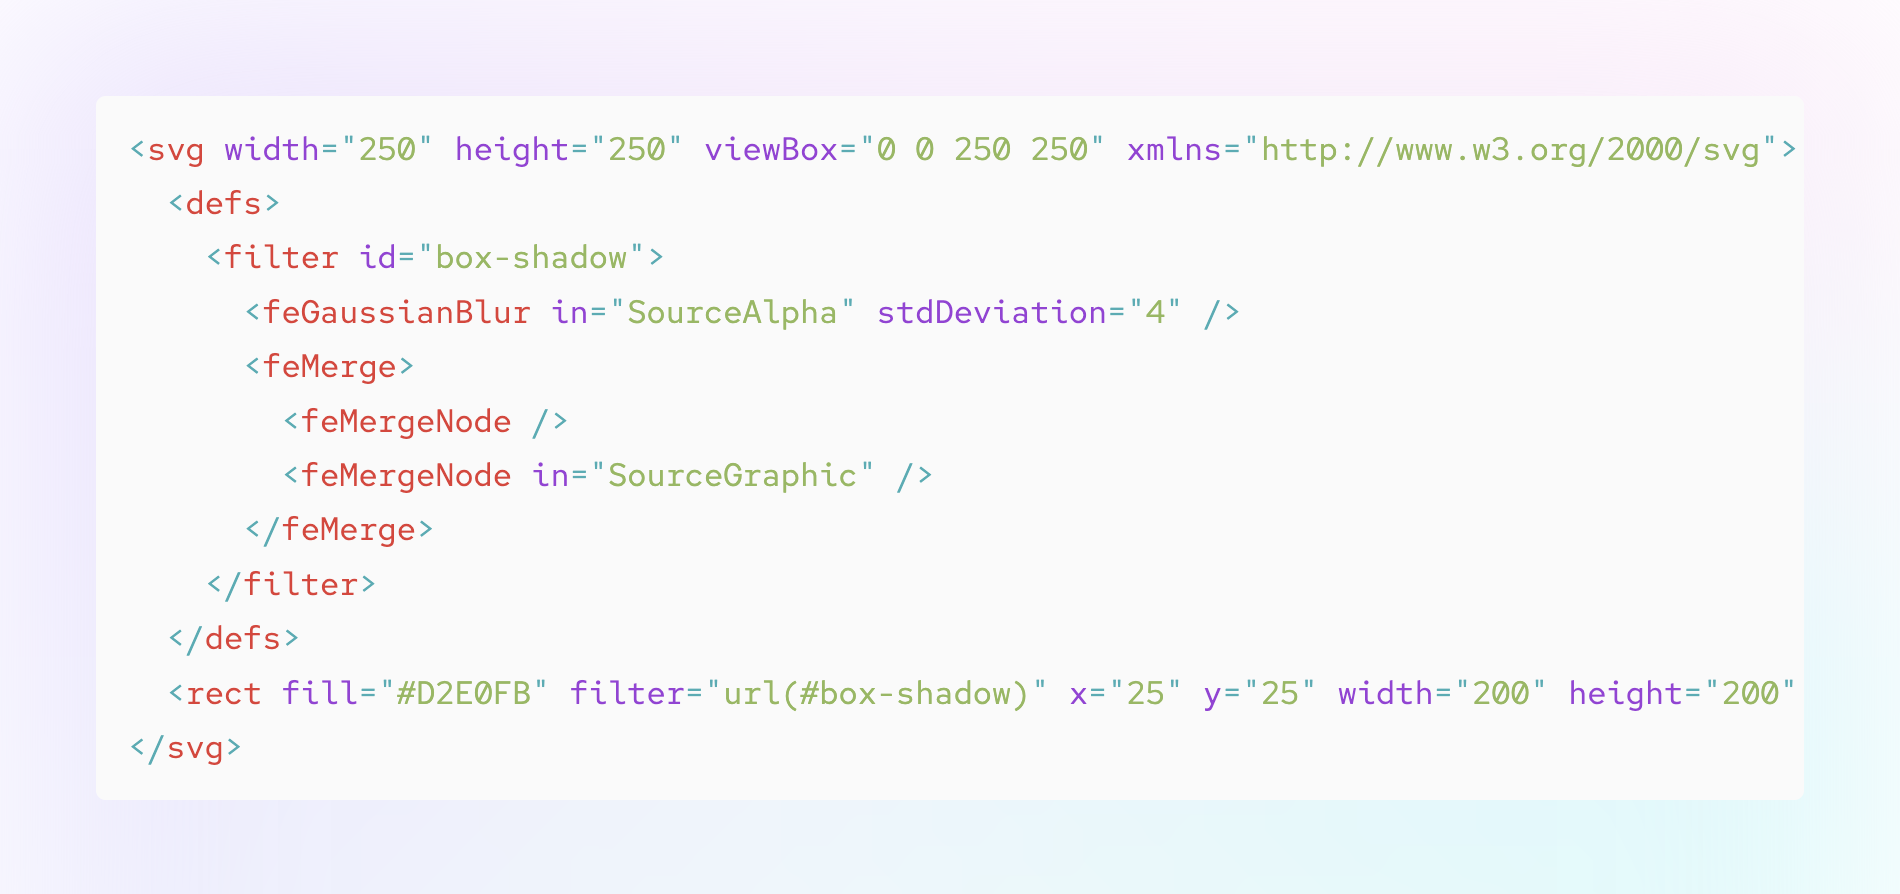 <svg width="250" height="250" viewBox="0 0 250 250" xmlns="http://www.w3.org/2000/svg">
  <defs>
    <filter id="box-shadow">
      <feGaussianBlur in="SourceAlpha" stdDeviation="4" />
      <feMerge>
        <feMergeNode />
        <feMergeNode in="SourceGraphic" />
      </feMerge>
    </filter>
  </defs>
  <rect fill="#D2E0FB" filter="url(#box-shadow)" x="25" y="25" width="200" height="200"
</svg>